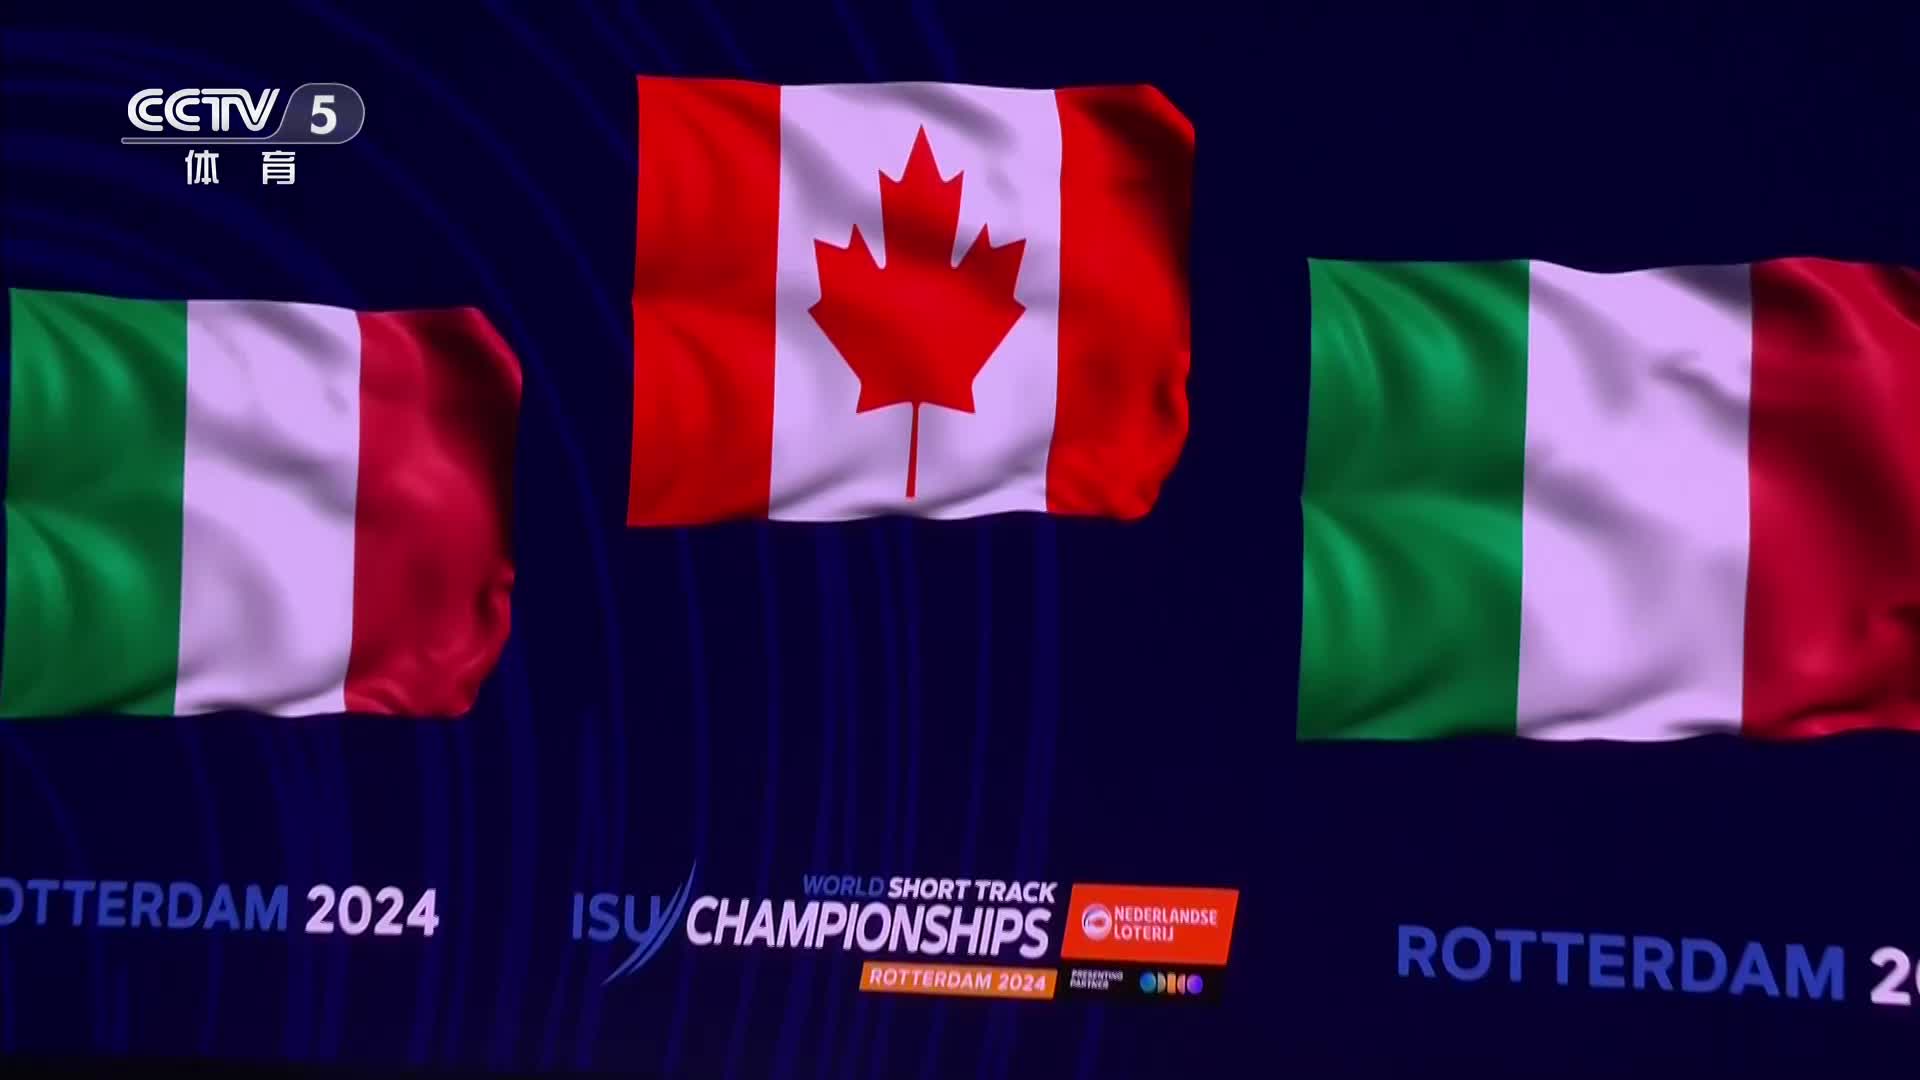 CCTV 5
体 育
OTTERDAM 2024
ISU
WORLD SHORT TRACK
CHAMPIONSHIPS
ROTTERDAM 2024
NEDERLANDSE
LOTERIJ
PRESENTING
PARTNER
ODIDO
ROTTERDAM 2